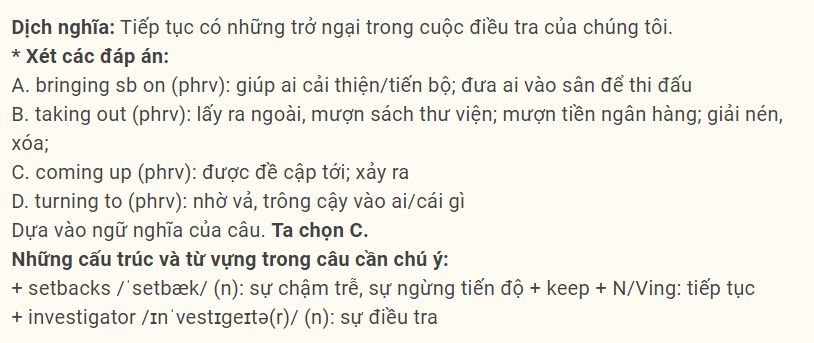 Dịch nghĩa: Tiếp tục có những trở ngại trong cuộc điều tra của chúng tôi.
* Xét các đáp án:
A. bringing sb on (phrv): giúp ai cải thiện/tiến bộ; đưa ai vào sân để thi đấu
B. taking out (phrv): lấy ra ngoài, mượn sách thư viện; mượn tiền ngân hàng; giải nén,
xóa;
C. coming up (phrv): được đề cập tới; xảy ra
D. turning to (phrv): nhờ vả, trông cậy vào ai/cái gì
Dựa vào ngữ nghĩa của câu. Ta chọn C.
Những cấu trúc và từ vựng trong câu cần chú ý:
+ setbacks /ˈsetbæk/ (n): sự chậm trễ, sự ngừng tiến độ + keep + N/Ving: tiếp tục
+ investigator /ɪnˈvestɪɡeɪtə(r)/ (n): sự điều tra